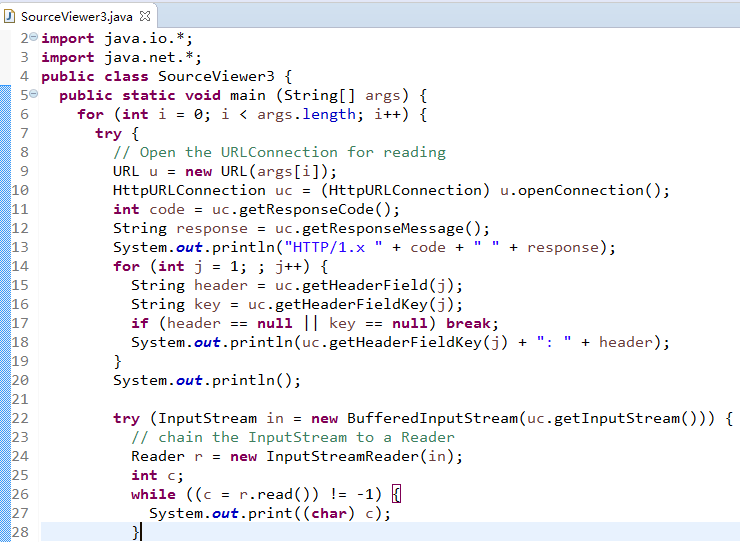 SourceViewer3.java
2 import java.io.*;
3 import java.net.*;
4 public class SourceViewer3 {
5   public static void main (String[] args) {
6     for (int i = 0; i < args.length; i++) {
7       try {
8         // Open the URLConnection for reading
9         URL u = new URL(args[i]);
10         HttpURLConnection uc = (HttpURLConnection) u.openConnection();
11         int code = uc.getResponseCode();
12         String response = uc.getResponseMessage();
13         System.out.println("HTTP/1.x " + code + " " + response);
14         for (int j = 1; ; j++) {
15           String header = uc.getHeaderField(j);
16           String key = uc.getHeaderFieldKey(j);
17           if (header == null || key == null) break;
18           System.out.println(uc.getHeaderFieldKey(j) + ": " + header);
19         }
20         System.out.println();
21
22         try (InputStream in = new BufferedInputStream(uc.getInputStream())) {
23           // chain the InputStream to a Reader
24           Reader r = new InputStreamReader(in);
25           int c;
26           while ((c = r.read()) != -1) {
27             System.out.print((char) c);
28           }